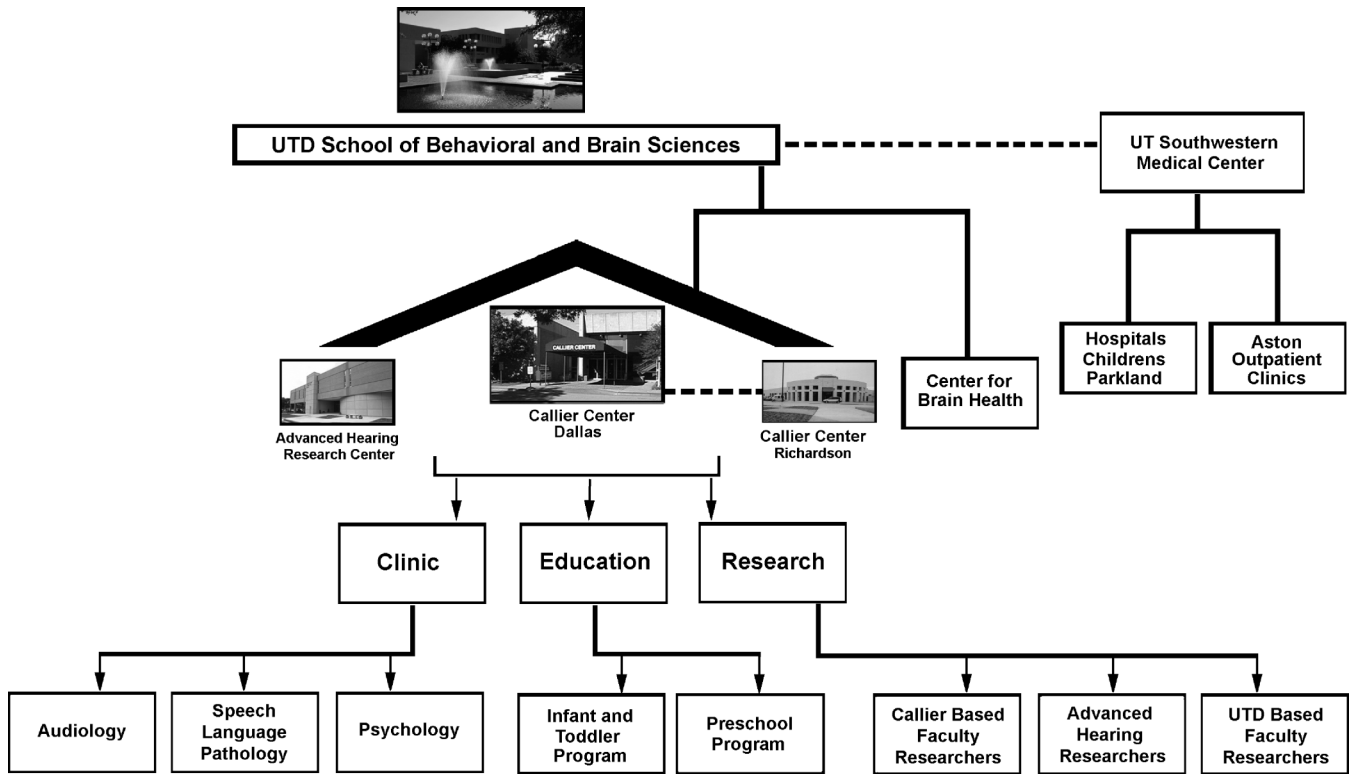 UTD School of Behavioral and Brain Sciences
UT Southwestern
Medical Center
Hospitals
Childrens
Parkland
Aston
Outpatient
Clinics
CALLIER CENTER
Center for
Brain Health
Callier Center
Dallas
Advanced Hearing
Research Center
Callier Center
Richardson
Clinic
Education
Research
Audiology
Speech
Language
Pathology
Psychology
Infant and
Toddler
Program
Preschool
Program
Callier Based
Faculty
Researchers
Advanced
Hearing
Researchers
UTD Based
Faculty
Researchers